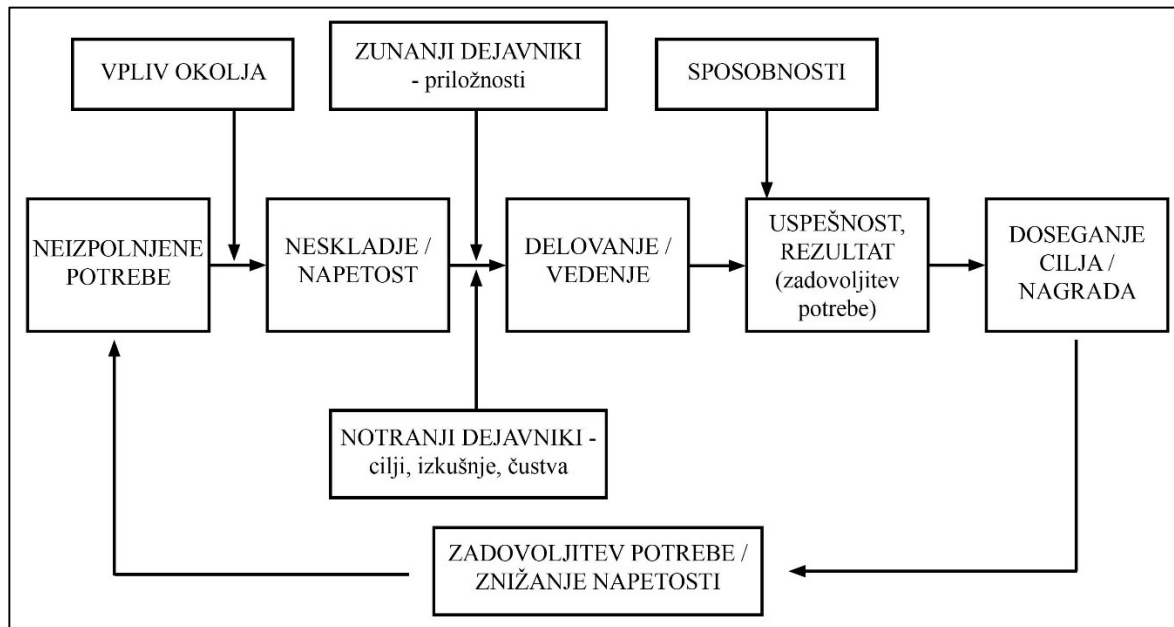 VPLIV OKOLJA
ZUNANJI DEJAVNIKI
- priložnosti
SPOSOBNOSTI
NEIZPOLNJENE
POTREBE
NESKLADJE /
NAPETOST
DELOVANJE /
VEDENJE
USPEŠNOST,
REZULTAT
(zadovoljitev
potrebe)
DOSEGANJE
CILJA /
NAGRADA
NOTRANJI DEJAVNIKI -
cilji, izkušnje, čustva
ZADOVOLJITEV POTREBE /
ZNIŽANJE NAPETOSTI